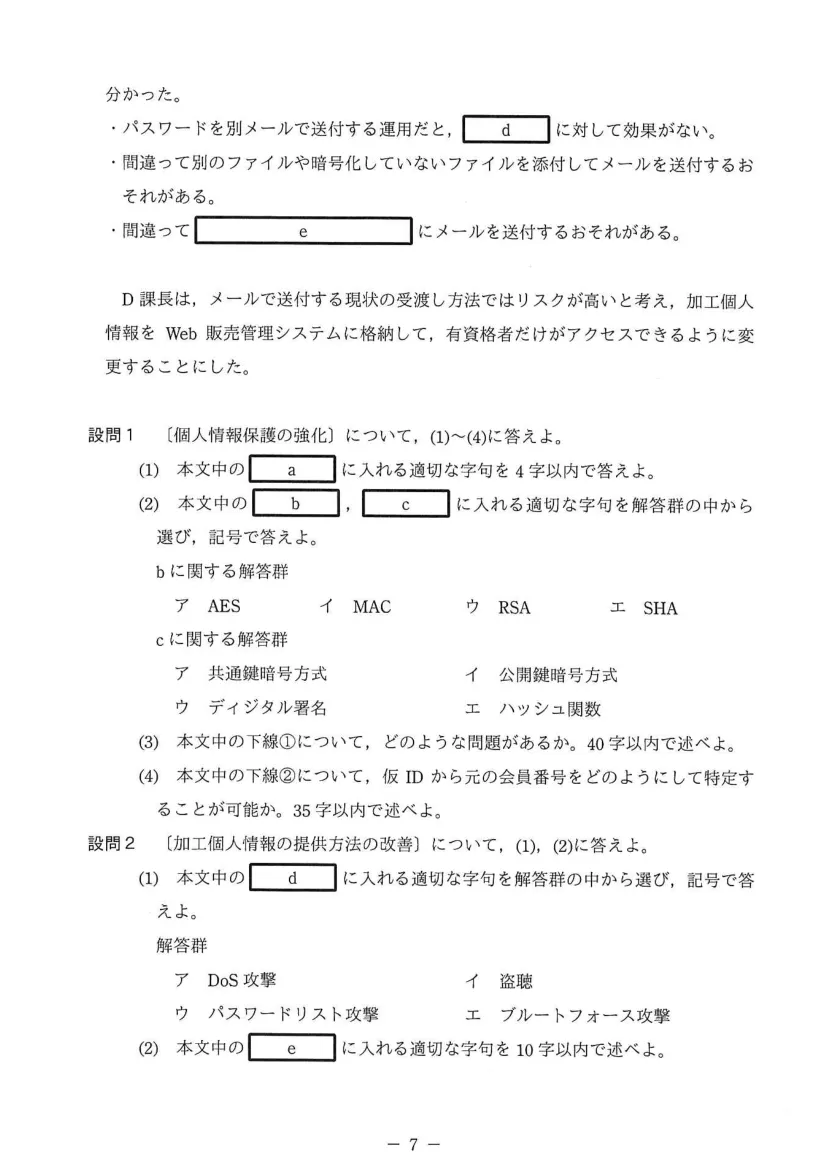 分かった。
・パスワードを別メールで送付する運用だと，　d　に対して効果がない。
・間違って別のファイルや暗号化していないファイルを添付してメールを送付するお
それがある。
・間違って　e　にメールを送付するおそれがある。
D 課長は，メールで送付する現状の受渡し方法ではリスクが高いと考え，加工個人
情報を Web 販売管理システムに格納して，有資格者だけがアクセスできるように変
更することにした。
設問1　〔個人情報保護の強化〕について，(1)～(4)に答えよ。
(1)　本文中の　a　に入れる適切な字句を 4 字以内で答えよ。
(2)　本文中の　b　，　c　に入れる適切な字句を解答群の中から
選び，記号で答えよ。
b に関する解答群
ア　AES　イ　MAC　ウ　RSA　エ　SHA
c に関する解答群
ア　共通鍵暗号方式　イ　公開鍵暗号方式
ウ　ディジタル署名　エ　ハッシュ関数
(3)　本文中の下線①について，どのような問題があるか。40 字以内で述べよ。
(4)　本文中の下線②について，仮 ID から元の会員番号をどのようにして特定す
ることが可能か。35 字以内で述べよ。
設問2　〔加工個人情報の提供方法の改善〕について，(1)，(2)に答えよ。
(1)　本文中の　d　に入れる適切な字句を解答群の中から選び，記号で答
えよ。
解答群
ア　DoS 攻撃　イ　盗聴
ウ　パスワードリスト攻撃　エ　ブルートフォース攻撃
(2)　本文中の　e　に入れる適切な字句を 10 字以内で述べよ。
－ 7 －